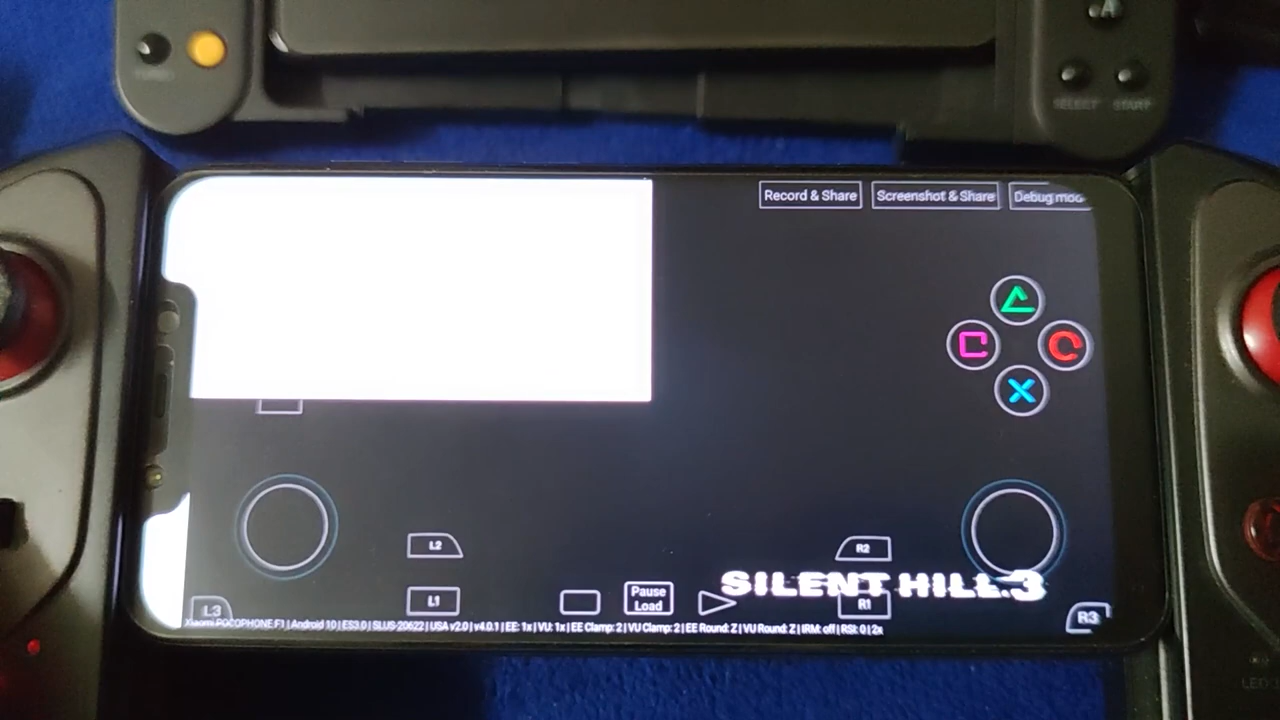 A
SELECT START
Record & Share Screenshot & Share Debug mod
L2 R2
SILENT HILL 3
Pause
Load
L1 R1
L3 R3
Xiaomi POCOPHONE F1 | Android 10 | ES3.0 | SLUS-20622 | USA v2.0 | v4.0.1 | EE: 1x | VU: 1x | EE Clamp: 2 | VU Clamp: 2 | EE Round: Z | VU Round: Z | IRM: off | RSI: 0 | 2x